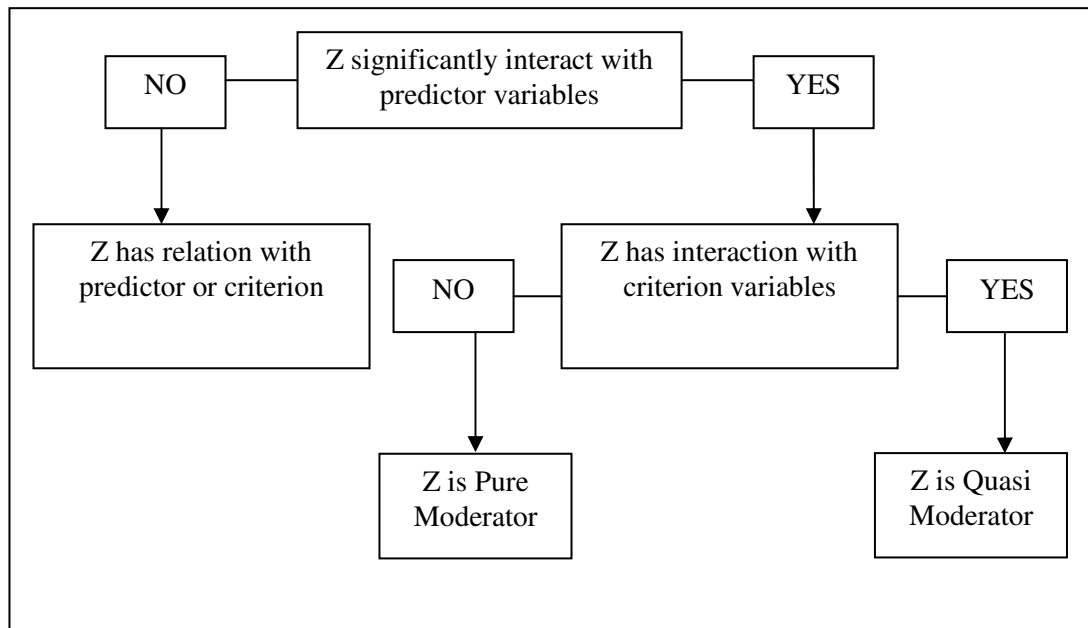 Z significantly interact with
predictor variables
NO
YES
Z has relation with
predictor or criterion
Z has interaction with
criterion variables
NO
YES
Z is Pure
Moderator
Z is Quasi
Moderator